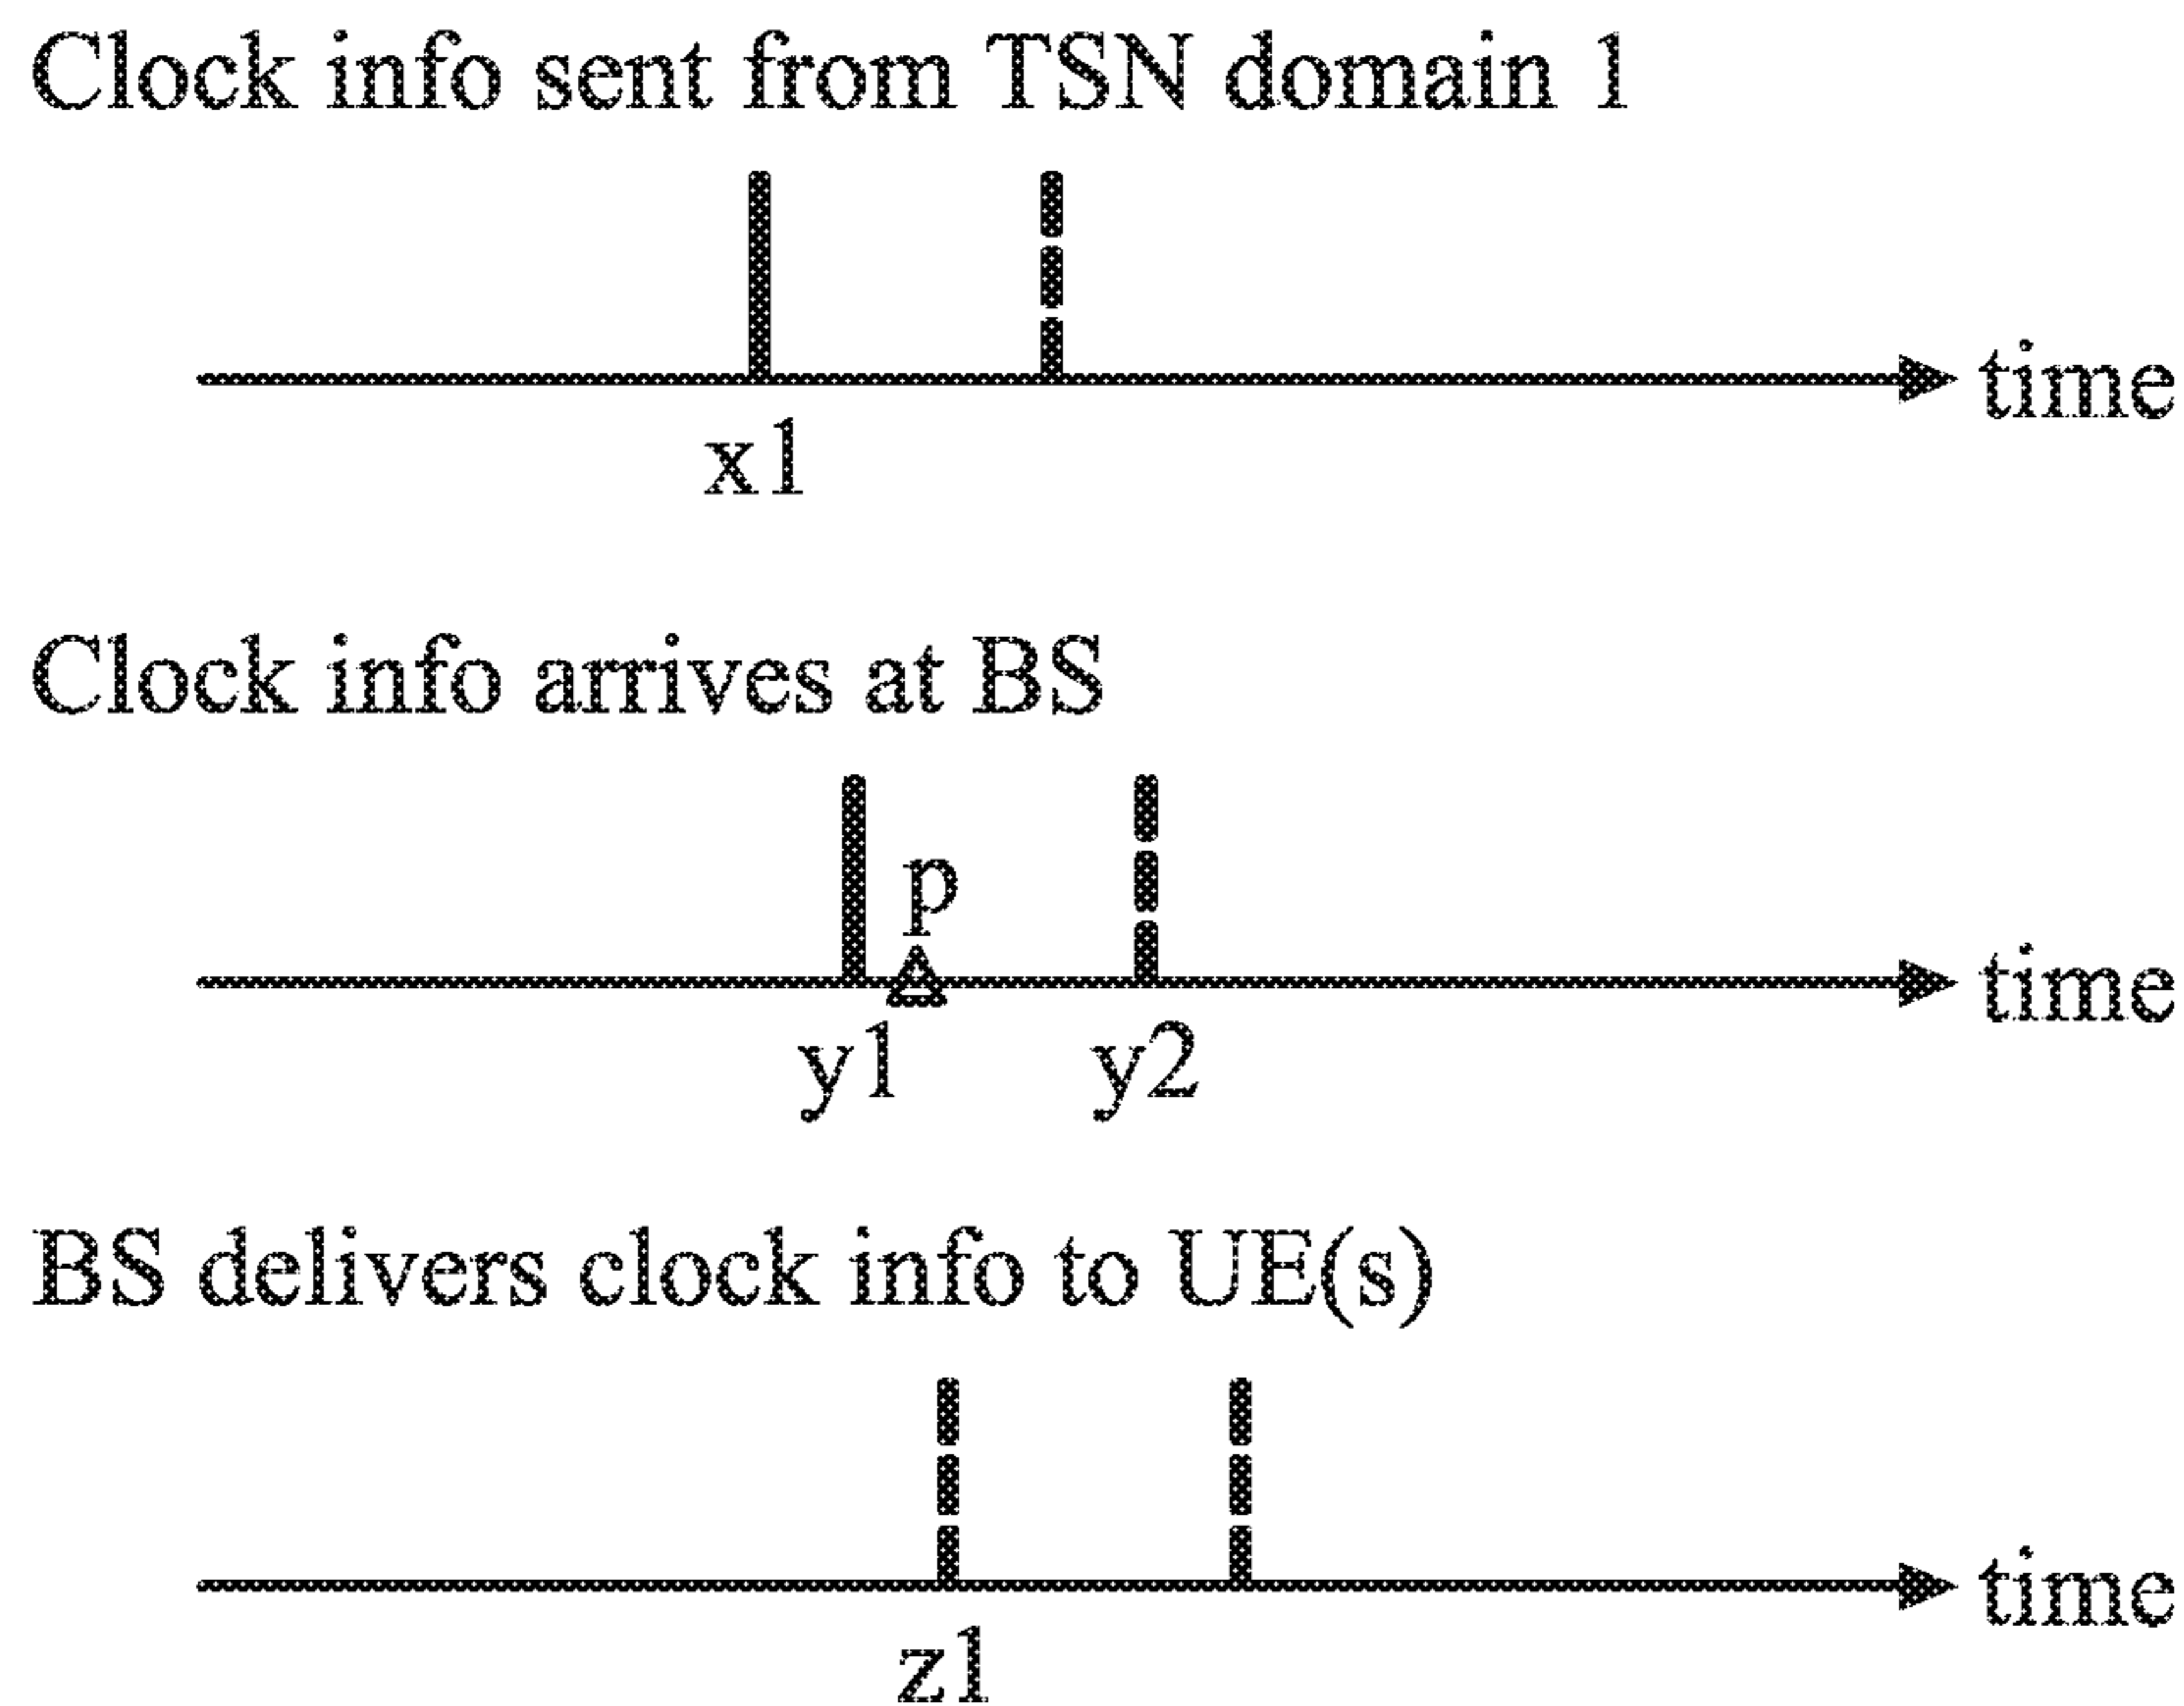 Clock info sent from TSN domain 1
time
x1
Clock info arrives at BS
p
time
y1 y2
BS delivers clock info to UE(s)
time
z1